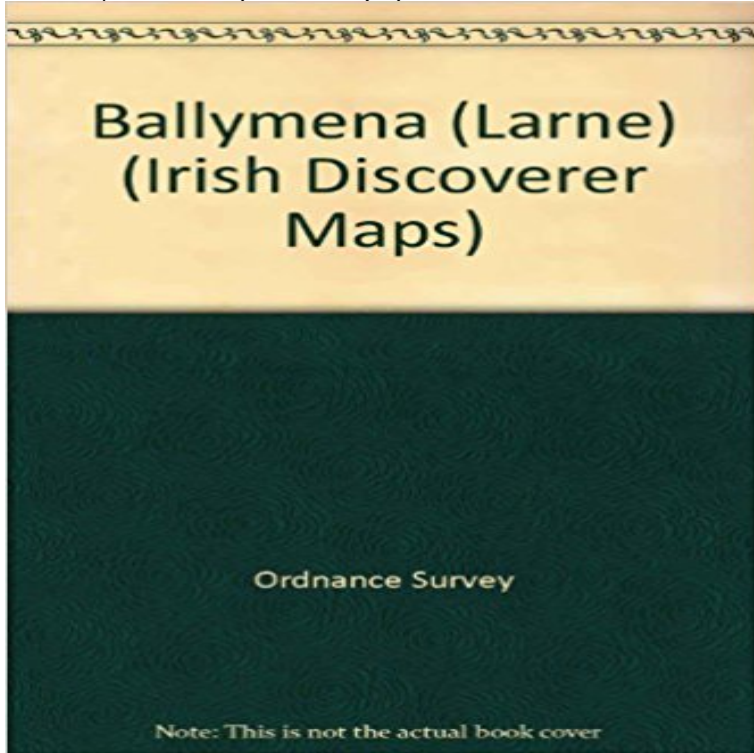 Ballymena (Larne)
(Irish Discoverer
Maps)
Ordnance Survey
Note: This is not the actual book cover